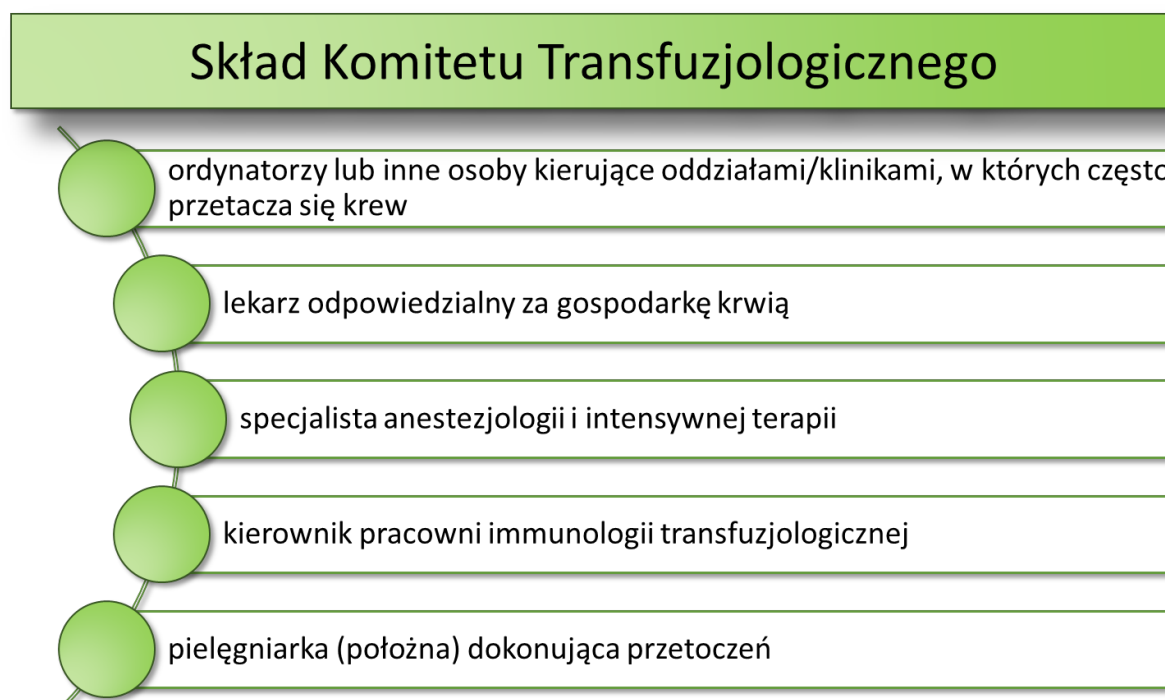 Skład Komitetu Transfuzjologicznego
ordynatorzy lub inne osoby kierujące oddziałami/klinikami, w których często
przetacza się krew
lekarz odpowiedzialny za gospodarkę krwią
specjalista anestezjologii i intensywnej terapii
kierownik pracowni immunologii transfuzjologicznej
pielęgniarka (położna) dokonująca przetoczeń